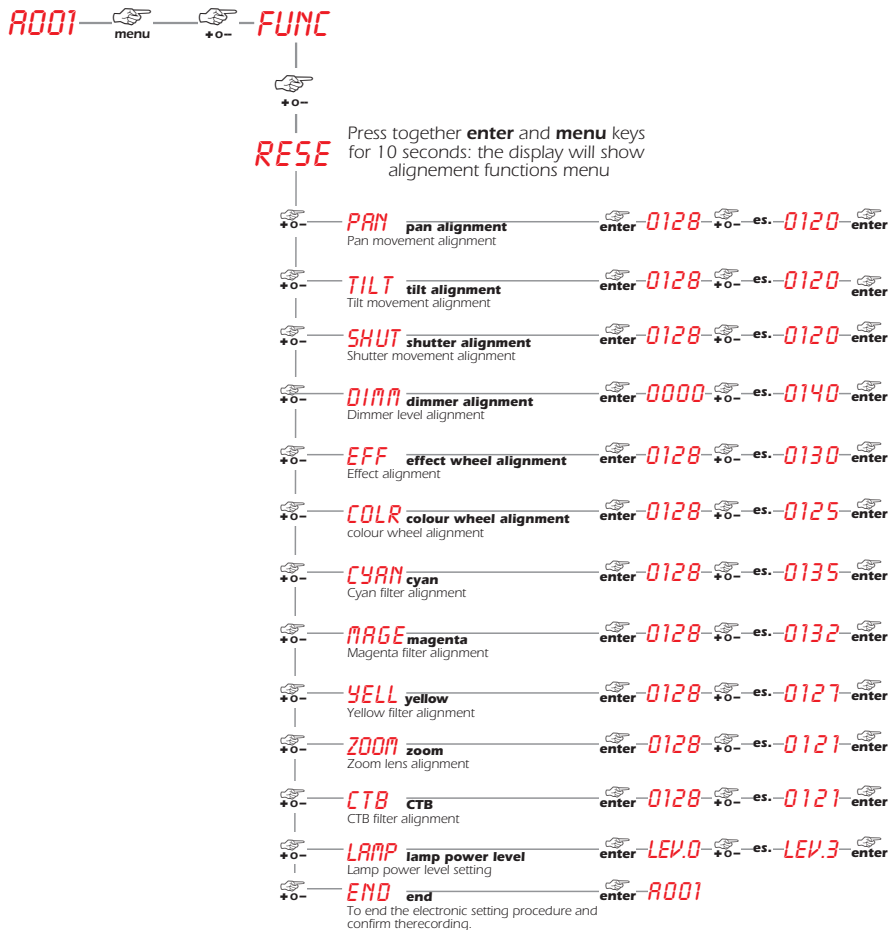 A001 menu +o- FUNC
+o-
RESE Press together enter and menu keys
for 10 seconds: the display will show
alignement functions menu
+o- PAN pan alignment enter 0128 +o- es. 0120 enter
Pan movement alignment
+o- TILT tilt alignment enter 0128 +o- es. 0120 enter
Tilt movement alignment
+o- SHUT shutter alignment enter 0128 +o- es. 0120 enter
Shutter movement alignment
+o- DIMM dimmer alignment enter 0000 +o- es. 0140 enter
Dimmer level alignment
+o- EFF effect wheel alignment enter 0128 +o- es. 0130 enter
Effect alignment
+o- COLR colour wheel alignment enter 0128 +o- es. 0125 enter
colour wheel alignment
+o- CYAN cyan enter 0128 +o- es. 0135 enter
Cyan filter alignment
+o- MAGE magenta enter 0128 +o- es. 0132 enter
Magenta filter alignment
+o- YELL yellow enter 0128 +o- es. 0127 enter
Yellow filter alignment
+o- ZOOM zoom enter 0128 +o- es. 0121 enter
Zoom lens alignment
+o- CTB CTB enter 0128 +o- es. 0121 enter
CTB filter alignment
+o- LAMP lamp power level enter LEV.0 +o- es. LEV.3 enter
Lamp power level setting
+o- END end enter A001
To end the electronic setting procedure and
confirm therecording.